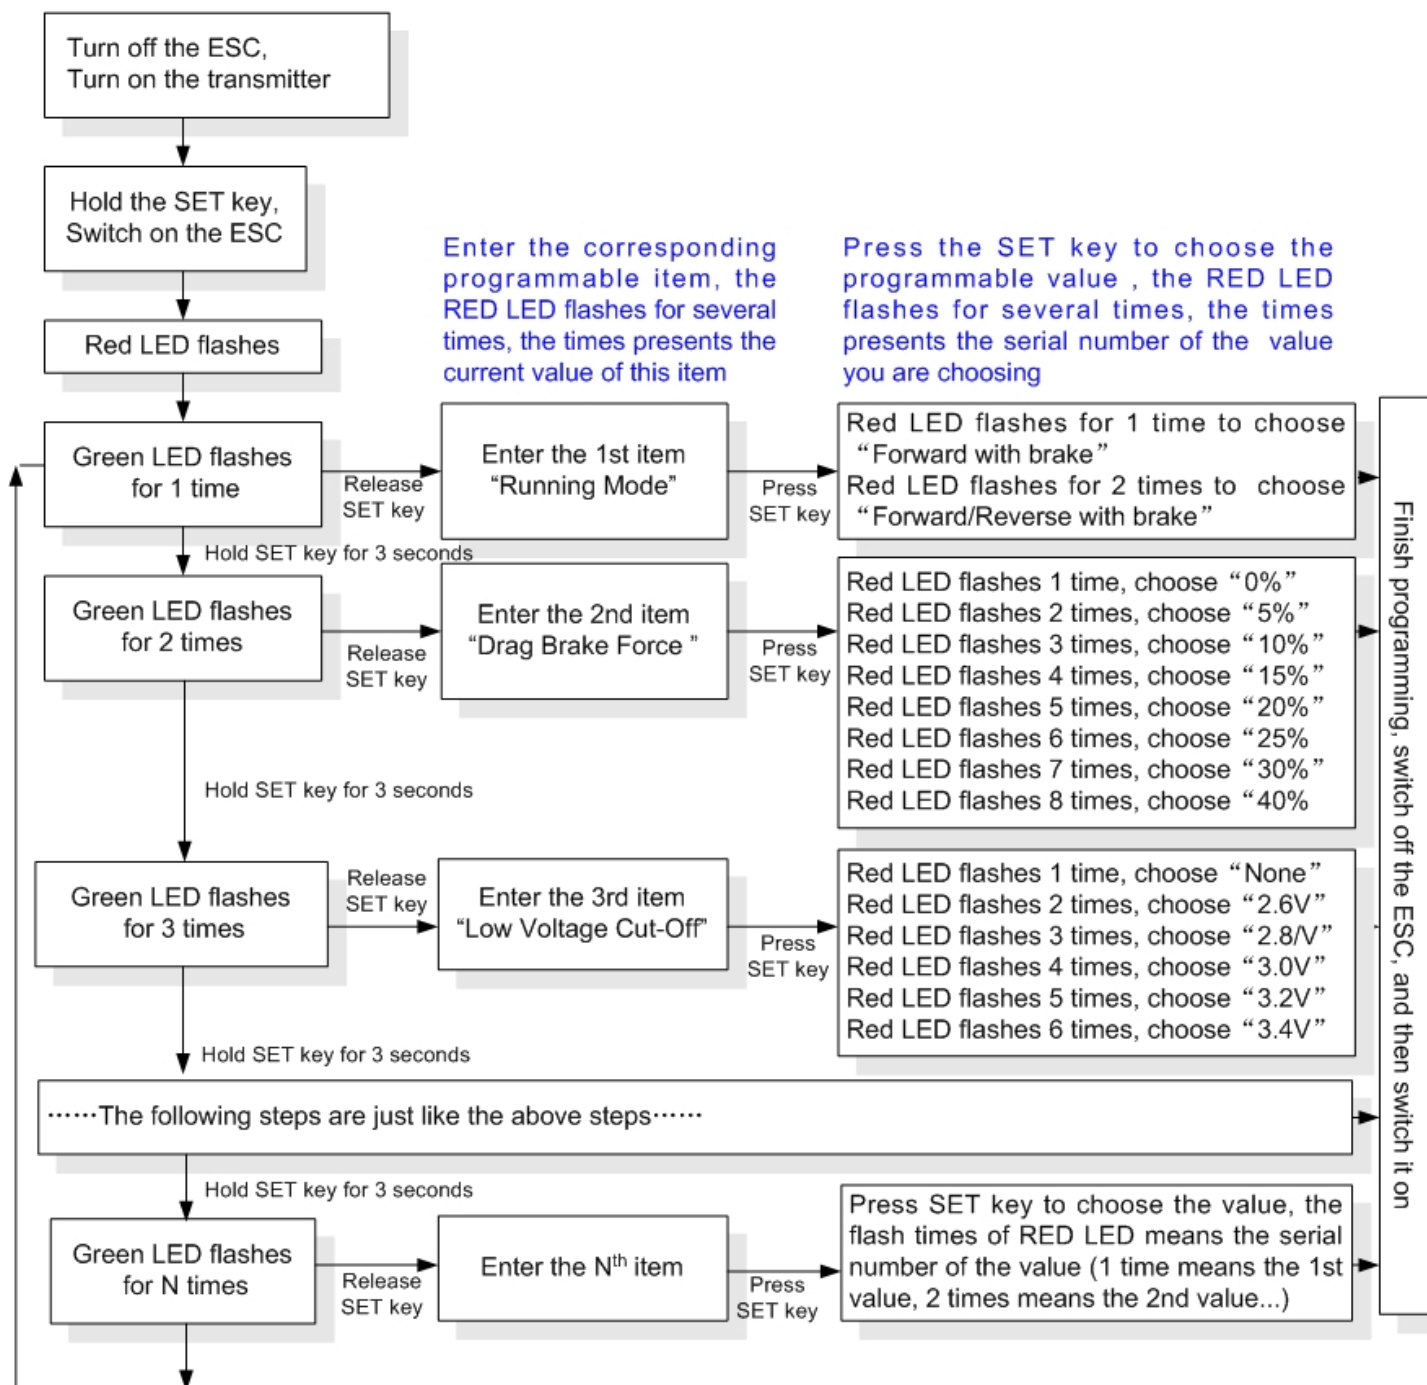 Turn off the ESC,
Turn on the transmitter
Hold the SET key,
Switch on the ESC
Red LED flashes
Enter the corresponding
programmable item, the
RED LED flashes for several
times, the times presents the
current value of this item
Press the SET key to choose the
programmable value , the RED LED
flashes for several times, the times
presents the serial number of the value
you are choosing
Green LED flashes
for 1 time
Release
SET key
Enter the 1st item
“Running Mode”
Press
SET key
Red LED flashes for 1 time to choose
“Forward with brake”
Red LED flashes for 2 times to choose
“Forward/Reverse with brake”
Hold SET key for 3 seconds
Green LED flashes
for 2 times
Release
SET key
Enter the 2nd item
“Drag Brake Force ”
Press
SET key
Red LED flashes 1 time, choose “0%”
Red LED flashes 2 times, choose “5%”
Red LED flashes 3 times, choose “10%”
Red LED flashes 4 times, choose “15%”
Red LED flashes 5 times, choose “20%”
Red LED flashes 6 times, choose “25%
Red LED flashes 7 times, choose “30%”
Red LED flashes 8 times, choose “40%
Hold SET key for 3 seconds
Green LED flashes
for 3 times
Release
SET key
Enter the 3rd item
“Low Voltage Cut-Off”
Press
SET key
Red LED flashes 1 time, choose “None”
Red LED flashes 2 times, choose “2.6V”
Red LED flashes 3 times, choose “2.8/V”
Red LED flashes 4 times, choose “3.0V”
Red LED flashes 5 times, choose “3.2V”
Red LED flashes 6 times, choose “3.4V”
Hold SET key for 3 seconds
······The following steps are just like the above steps······
Hold SET key for 3 seconds
Green LED flashes
for N times
Release
SET key
Enter the Nth item
Press
SET key
Press SET key to choose the value, the
flash times of RED LED means the serial
number of the value (1 time means the 1st
value, 2 times means the 2nd value...)
Finish programming, switch off the ESC, and then switch it on